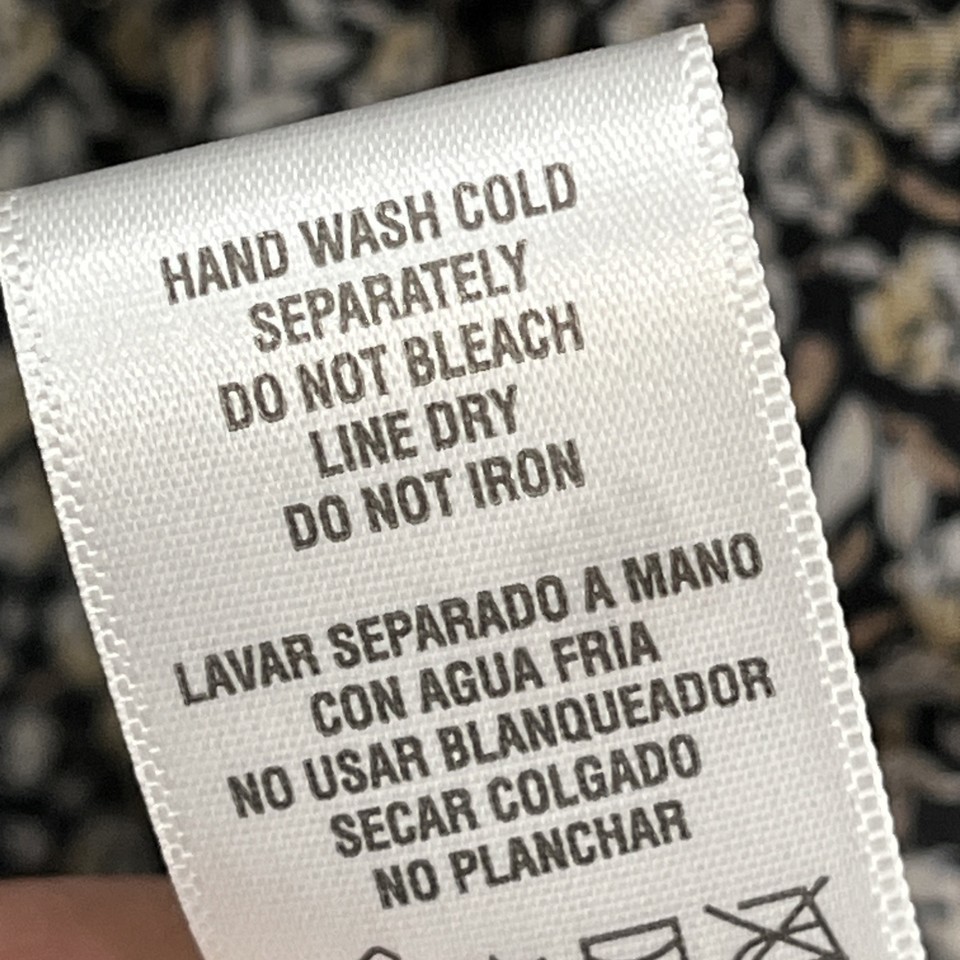 HAND WASH COLD
SEPARATELY
DO NOT BLEACH
LINE DRY
DO NOT IRON
LAVAR SEPARADO A MANO
CON AGUA FRIA
NO USAR BLANQUEADOR
SECAR COLGADO
NO PLANCHAR